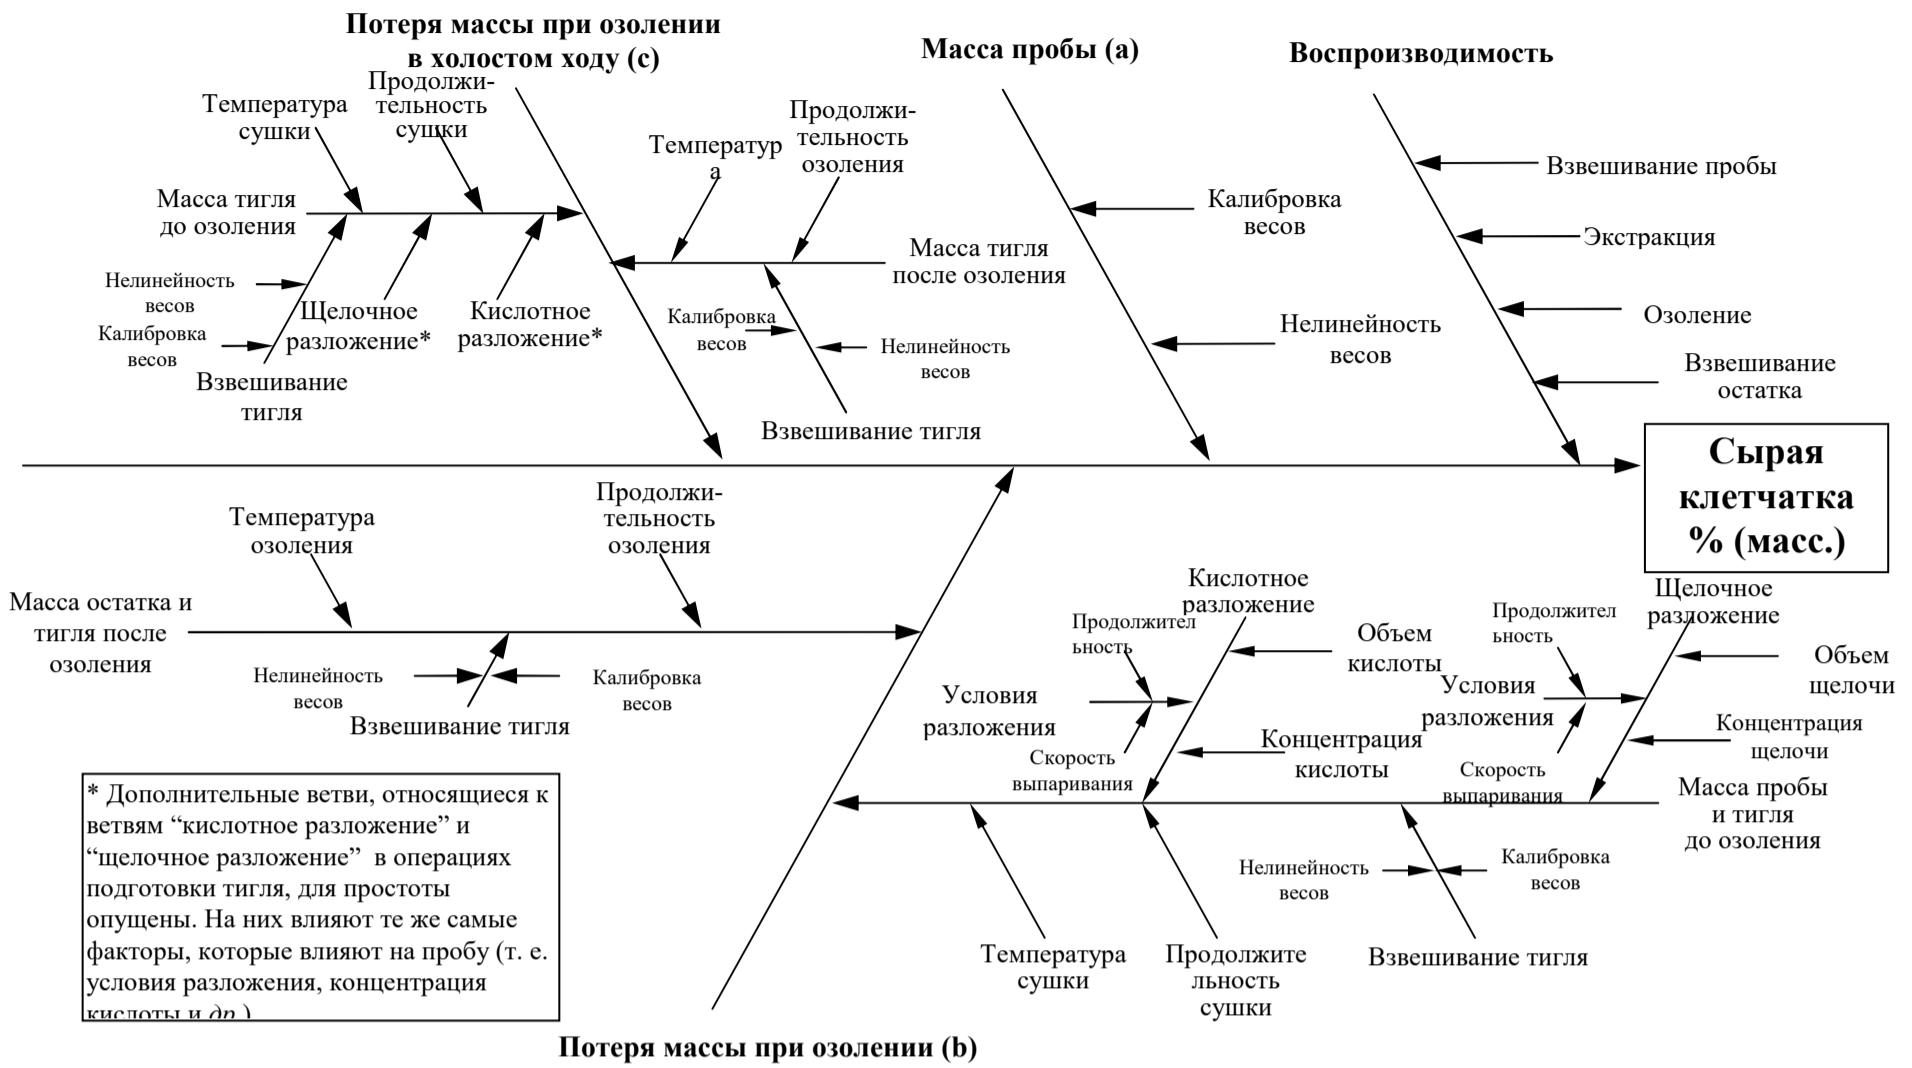 Потеря массы при озолении
в холостом ходу (c)
Масса пробы (a)
Воспроизводимость
Температура
сушки
Продолжи-
тельность
сушки
Масса тигля
до озоления
Нелинейность
весов
Калибровка
весов
Взвешивание
тигля
Щелочное
разложение*
Кислотное
разложение*
Температур
а
Продолжи-
тельность
озоления
Масса тигля
после озоления
Калибровка
весов
Нелинейность
весов
Взвешивание тигля
Калибровка
весов
Нелинейность
весов
Взвешивание пробы
Экстракция
Озоление
Взвешивание
остатка
Сырая
клетчатка
% (масс.)
Температура
озоления
Продолжи-
тельность
озоления
Масса остатка и
тигля после
озоления
Нелинейность
весов
Калибровка
весов
Взвешивание тигля
Кислотное
разложение
Продолжител
ьность
Объем
кислоты
Условия
разложения
Скорость
выпаривания
Концентрация
кислоты
Щелочное
разложение
Продолжител
ьность
Объем
щелочи
Условия
разложения
Скорость
выпаривания
Концентрация
щелочи
Масса пробы
и тигля
до озоления
Нелинейность
весов
Калибровка
весов
Температура
сушки
Продолжите
льность
сушки
Взвешивание тигля
* Дополнительные ветви, относящиеся к
ветвям “кислотное разложение” и
“щелочное разложение” в операциях
подготовки тигля, для простоты
опущены. На них влияют те же самые
факторы, которые влияют на пробу (т. е.
условия разложения, концентрация
кислоты и др.)
Потеря массы при озолении (b)